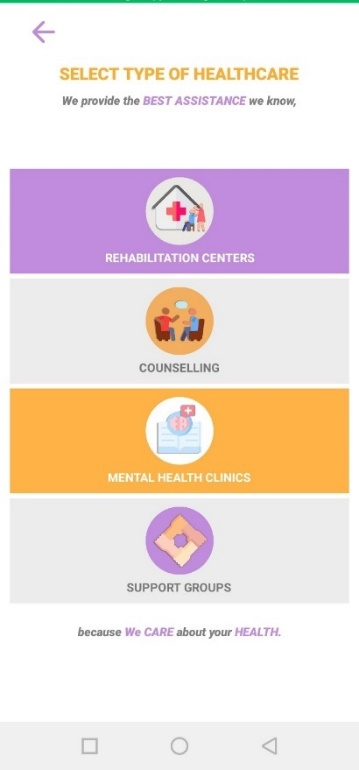 SELECT TYPE OF HEALTHCARE
We provide the BEST ASSISTANCE we know,
REHABILITATION CENTERS
COUNSELLING
MENTAL HEALTH CLINICS
SUPPORT GROUPS
because We CARE about your HEALTH.